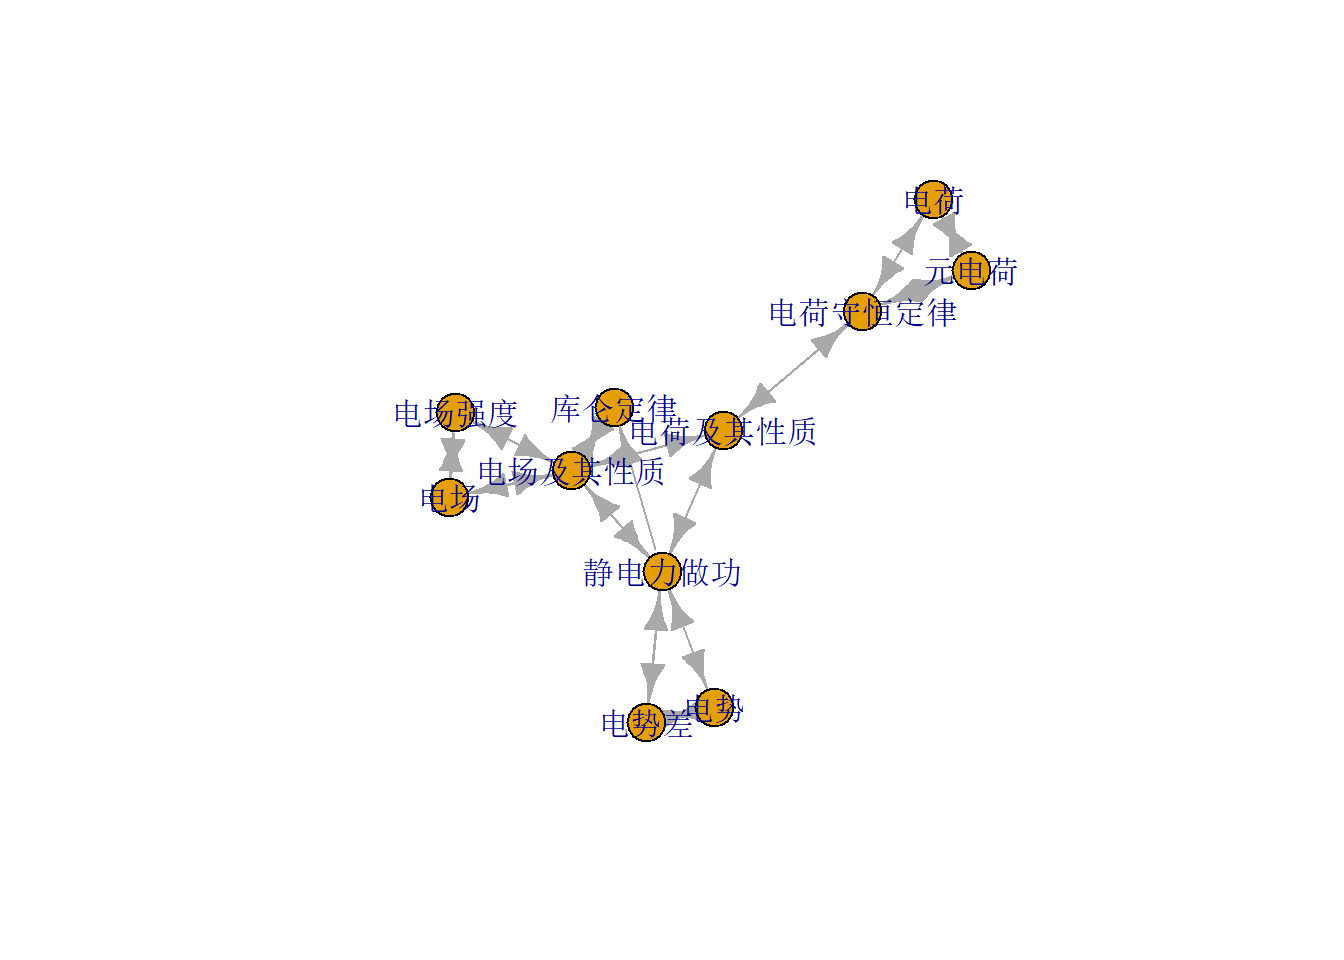 电荷
元电荷
电荷守恒定律
电场强度
库仑定律
电荷及其性质
电场及其性质
电场
静电力做功
电势
电势差